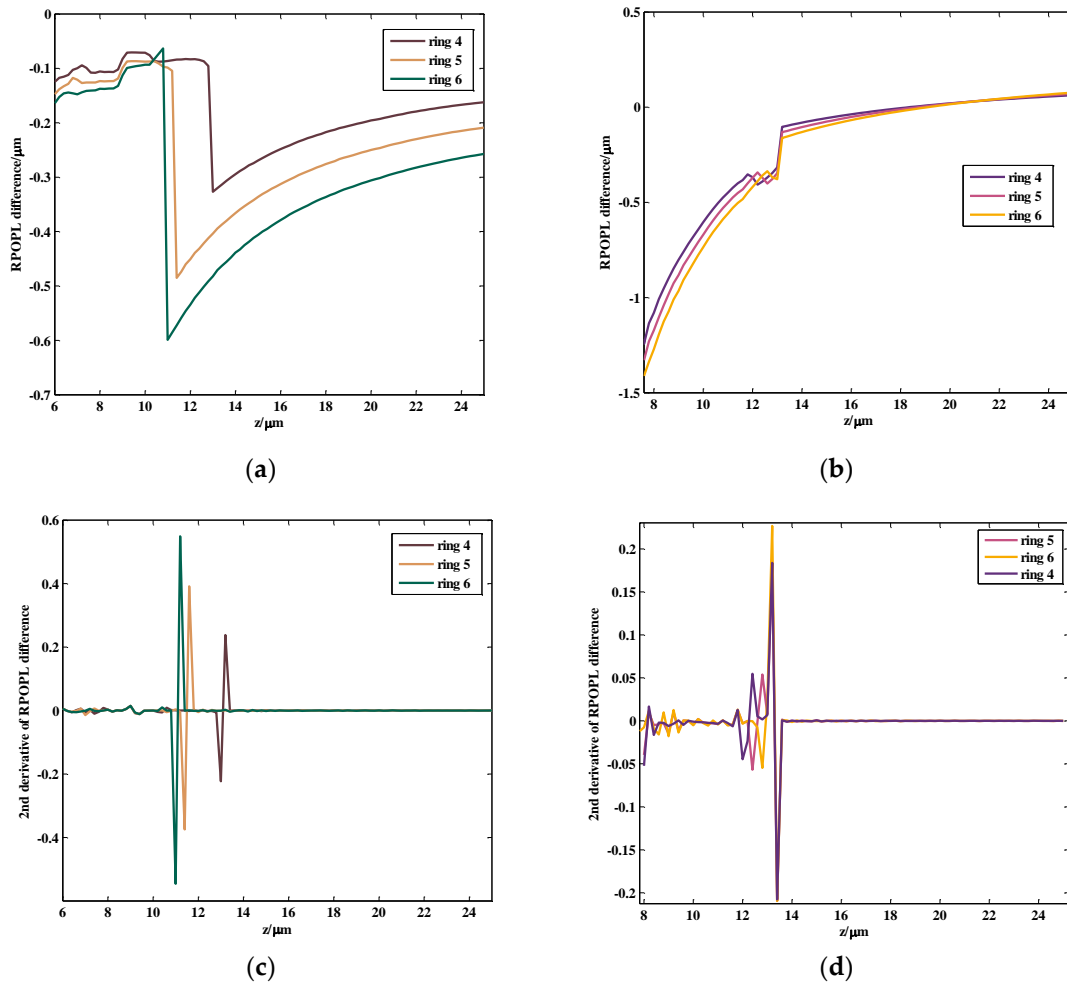 0
-0.1
-0.2
-0.3
-0.4
-0.5
-0.6
-0.7
RPOPL difference/μm
6 8 10 12 14 16 18 20 22 24
z/μm
ring 4
ring 5
ring 6
(a)
0.5
0
-0.5
-1
-1.5
RPOPL difference/μm
8 10 12 14 16 18 20 22 24
z/μm
ring 4
ring 5
ring 6
(b)
0.6
0.4
0.2
0
-0.2
-0.4
2nd derivative of RPOPL difference
6 8 10 12 14 16 18 20 22 24
z/μm
ring 4
ring 5
ring 6
(c)
0.2
0.15
0.1
0.05
0
-0.05
-0.1
-0.15
-0.2
2nd derivative of RPOPL difference
8 10 12 14 16 18 20 22 24
z/μm
ring 5
ring 6
ring 4
(d)